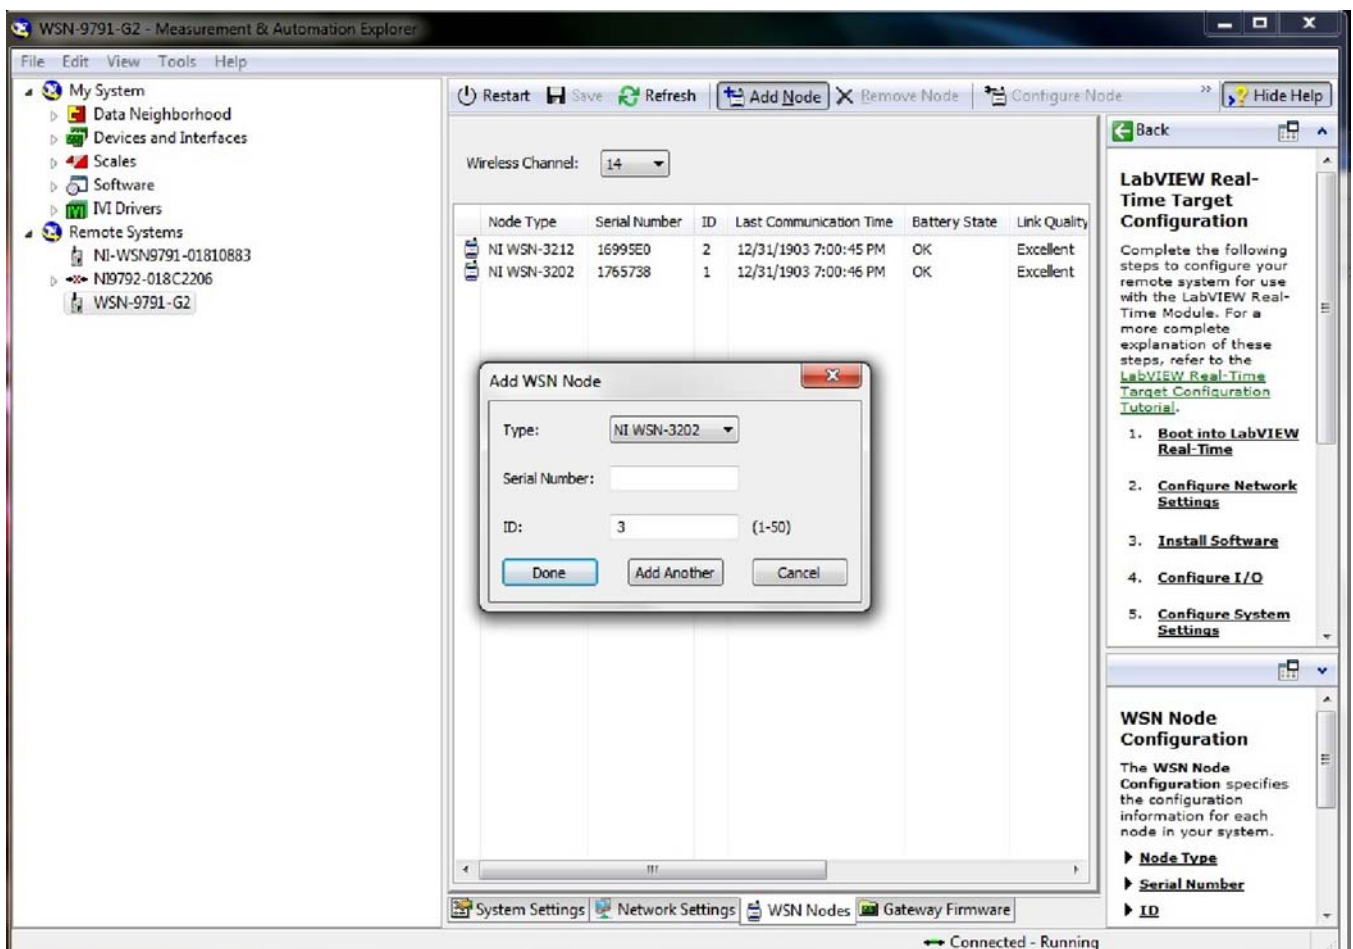 WSN-9791-G2 - Measurement & Automation Explorer
File Edit View Tools Help
My System
Data Neighborhood
Devices and Interfaces
Scales
Software
IVI Drivers
Remote Systems
NI-WSN9791-01810883
NI9792-018C2206
WSN-9791-G2
Restart Save Refresh Add Node Remove Node Configure Node » Hide Help
Wireless Channel: 14
Node Type Serial Number ID Last Communication Time Battery State Link Quality
NI WSN-3212 16995E0 2 12/31/1903 7:00:45 PM OK Excellent
NI WSN-3202 1765738 1 12/31/1903 7:00:46 PM OK Excellent
Add WSN Node
Type: NI WSN-3202
Serial Number:
ID: 3 (1-50)
Done Add Another Cancel
System Settings Network Settings WSN Nodes Gateway Firmware
Back
LabVIEW Real-
Time Target
Configuration
Complete the following
steps to configure your
remote system for use
with the LabVIEW Real-
Time Module. For a
more complete
explanation of these
steps, refer to the
LabVIEW Real-Time
Target Configuration
Tutorial.
1. Boot into LabVIEW
Real-Time
2. Configure Network
Settings
3. Install Software
4. Configure I/O
5. Configure System
Settings
WSN Node
Configuration
The WSN Node
Configuration specifies
the configuration
information for each
node in your system.
Node Type
Serial Number
ID
Connected - Running